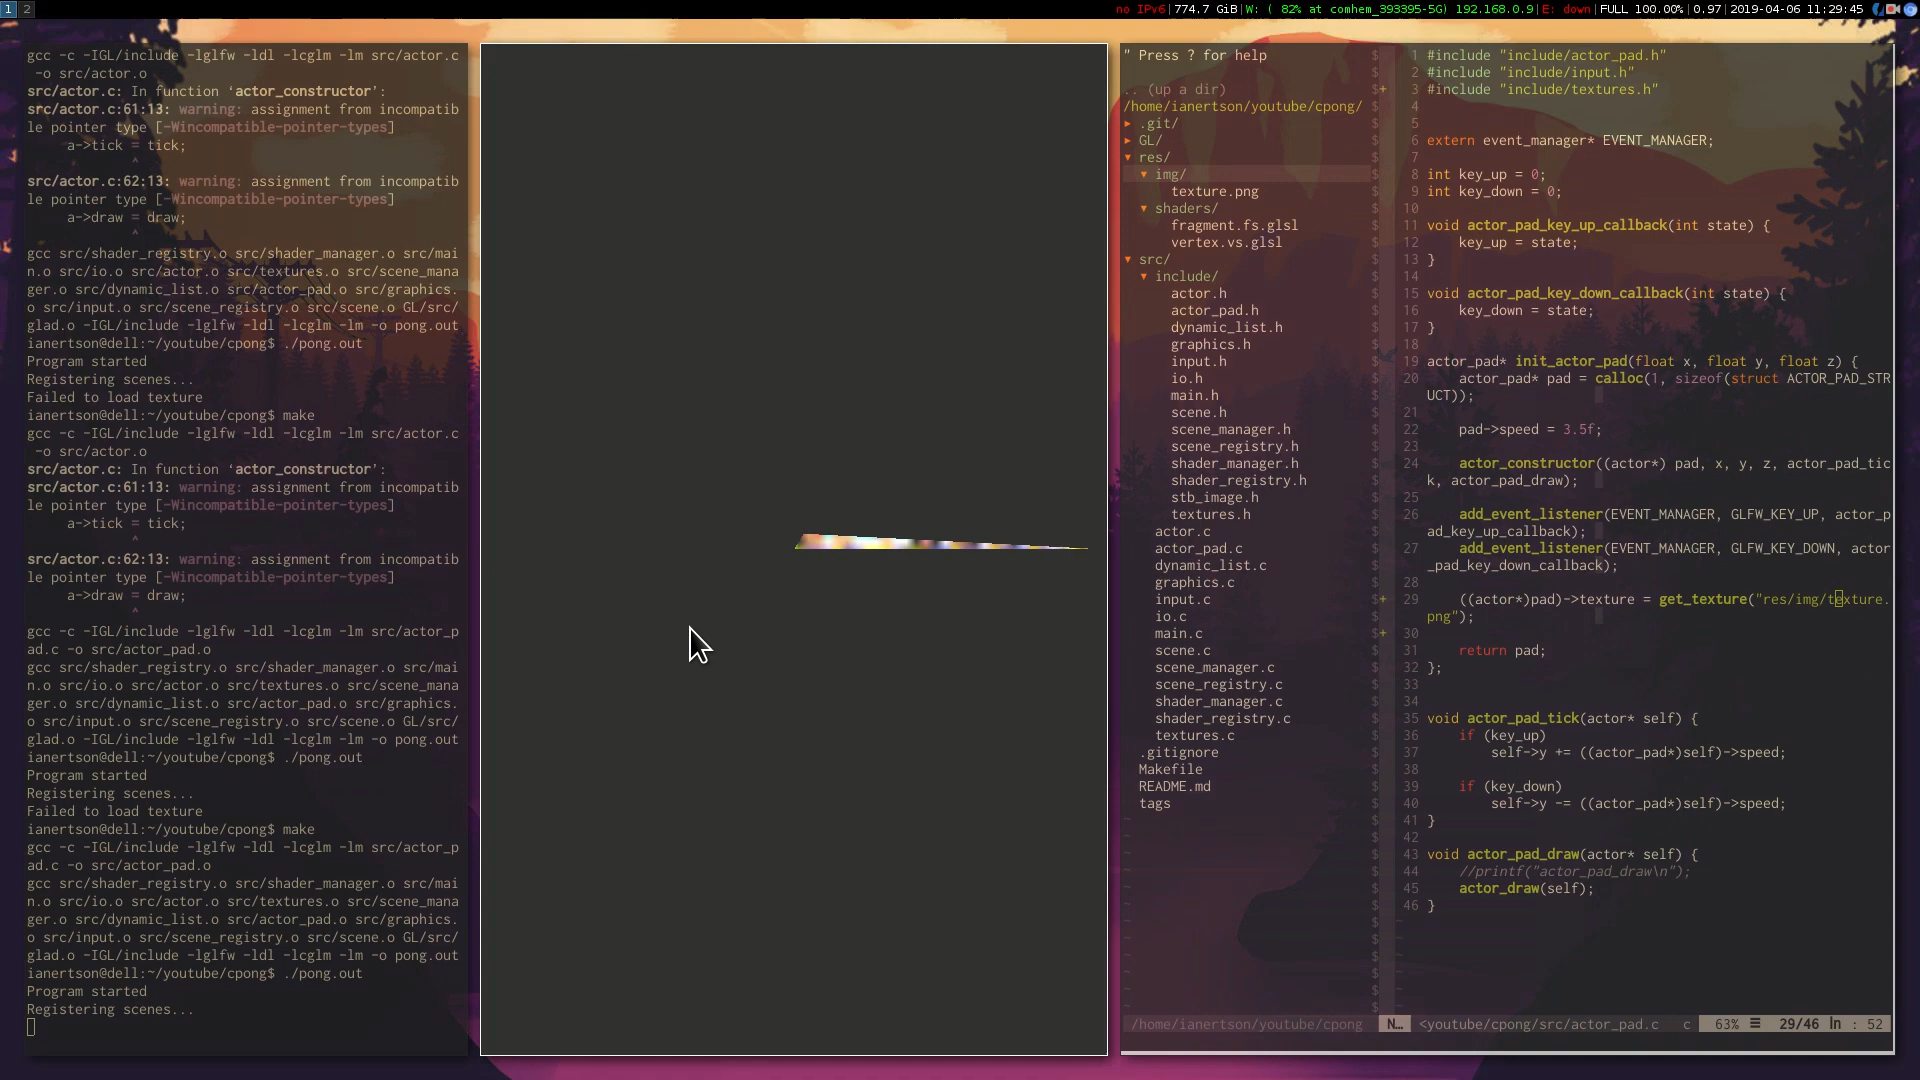 1 2 no IPv6|774.7 GiB|W: ( 82% at comhem_393395-5G) 192.168.0.9|E: down|FULL 100.00%|0.97|2019-04-06 11:29:45
gcc -c -IGL/include -lglfw -ldl -lcglm -lm src/actor.c
-o src/actor.o
src/actor.c: In function ‘actor_constructor’:
src/actor.c:61:13: warning: assignment from incompatib
le pointer type [-Wincompatible-pointer-types]
a->tick = tick;
^
src/actor.c:62:13: warning: assignment from incompatib
le pointer type [-Wincompatible-pointer-types]
a->draw = draw;
^
gcc src/shader_registry.o src/shader_manager.o src/mai
n.o src/io.o src/actor.o src/textures.o src/scene_mana
ger.o src/dynamic_list.o src/actor_pad.o src/graphics.
o src/input.o src/scene_registry.o src/scene.o GL/src/
glad.o -IGL/include -lglfw -ldl -lcglm -lm -o pong.out
ianertson@dell:~/youtube/cpong$ ./pong.out
Program started
Registering scenes...
Failed to load texture
ianertson@dell:~/youtube/cpong$ make
gcc -c -IGL/include -lglfw -ldl -lcglm -lm src/actor.c
-o src/actor.o
src/actor.c: In function ‘actor_constructor’:
src/actor.c:61:13: warning: assignment from incompatib
le pointer type [-Wincompatible-pointer-types]
a->tick = tick;
^
src/actor.c:62:13: warning: assignment from incompatib
le pointer type [-Wincompatible-pointer-types]
a->draw = draw;
^
gcc -c -IGL/include -lglfw -ldl -lcglm -lm src/actor_p
ad.c -o src/actor_pad.o
gcc src/shader_registry.o src/shader_manager.o src/mai
n.o src/io.o src/actor.o src/textures.o src/scene_mana
ger.o src/dynamic_list.o src/actor_pad.o src/graphics.
o src/input.o src/scene_registry.o src/scene.o GL/src/
glad.o -IGL/include -lglfw -ldl -lcglm -lm -o pong.out
ianertson@dell:~/youtube/cpong$ ./pong.out
Program started
Registering scenes...
Failed to load texture
ianertson@dell:~/youtube/cpong$ make
gcc -c -IGL/include -lglfw -ldl -lcglm -lm src/actor_p
ad.c -o src/actor_pad.o
gcc src/shader_registry.o src/shader_manager.o src/mai
n.o src/io.o src/actor.o src/textures.o src/scene_mana
ger.o src/dynamic_list.o src/actor_pad.o src/graphics.
o src/input.o src/scene_registry.o src/scene.o GL/src/
glad.o -IGL/include -lglfw -ldl -lcglm -lm -o pong.out
ianertson@dell:~/youtube/cpong$ ./pong.out
Program started
Registering scenes...
" Press ? for help
.. (up a dir)
/home/ianertson/youtube/cpong/
▸ .git/
▸ GL/
▾ res/
▾ img/
texture.png
▾ shaders/
fragment.fs.glsl
vertex.vs.glsl
▾ src/
▾ include/
actor.h
actor_pad.h
dynamic_list.h
graphics.h
input.h
io.h
main.h
scene.h
scene_manager.h
scene_registry.h
shader_manager.h
shader_registry.h
stb_image.h
textures.h
actor.c
actor_pad.c
dynamic_list.c
graphics.c
input.c
io.c
main.c
scene.c
scene_manager.c
scene_registry.c
shader_manager.c
shader_registry.c
textures.c
.gitignore
Makefile
README.md
tags
/home/ianertson/youtube/cpong
1 #include "include/actor_pad.h"
2 #include "include/input.h"
3 #include "include/textures.h"
4
5
6 extern event_manager* EVENT_MANAGER;
7
8 int key_up = 0;
9 int key_down = 0;
10
11 void actor_pad_key_up_callback(int state) {
12 key_up = state;
13 }
14
15 void actor_pad_key_down_callback(int state) {
16 key_down = state;
17 }
18
19 actor_pad* init_actor_pad(float x, float y, float z) {
20 actor_pad* pad = calloc(1, sizeof(struct ACTOR_PAD_STR
UCT));
21
22 pad->speed = 3.5f;
23
24 actor_constructor((actor*) pad, x, y, z, actor_pad_tic
k, actor_pad_draw);
25
26 add_event_listener(EVENT_MANAGER, GLFW_KEY_UP, actor_p
ad_key_up_callback);
27 add_event_listener(EVENT_MANAGER, GLFW_KEY_DOWN, actor
_pad_key_down_callback);
28
29 ((actor*)pad)->texture = get_texture("res/img/texture.
png");
30
31 return pad;
32 };
33
34
35 void actor_pad_tick(actor* self) {
36 if (key_up)
37 self->y += ((actor_pad*)self)->speed;
38
39 if (key_down)
40 self->y -= ((actor_pad*)self)->speed;
41 }
42
43 void actor_pad_draw(actor* self) {
44 //printf("actor_pad_draw\n");
45 actor_draw(self);
46 }
N… <youtube/cpong/src/actor_pad.c c 63% ☰ 29/46 ln : 52